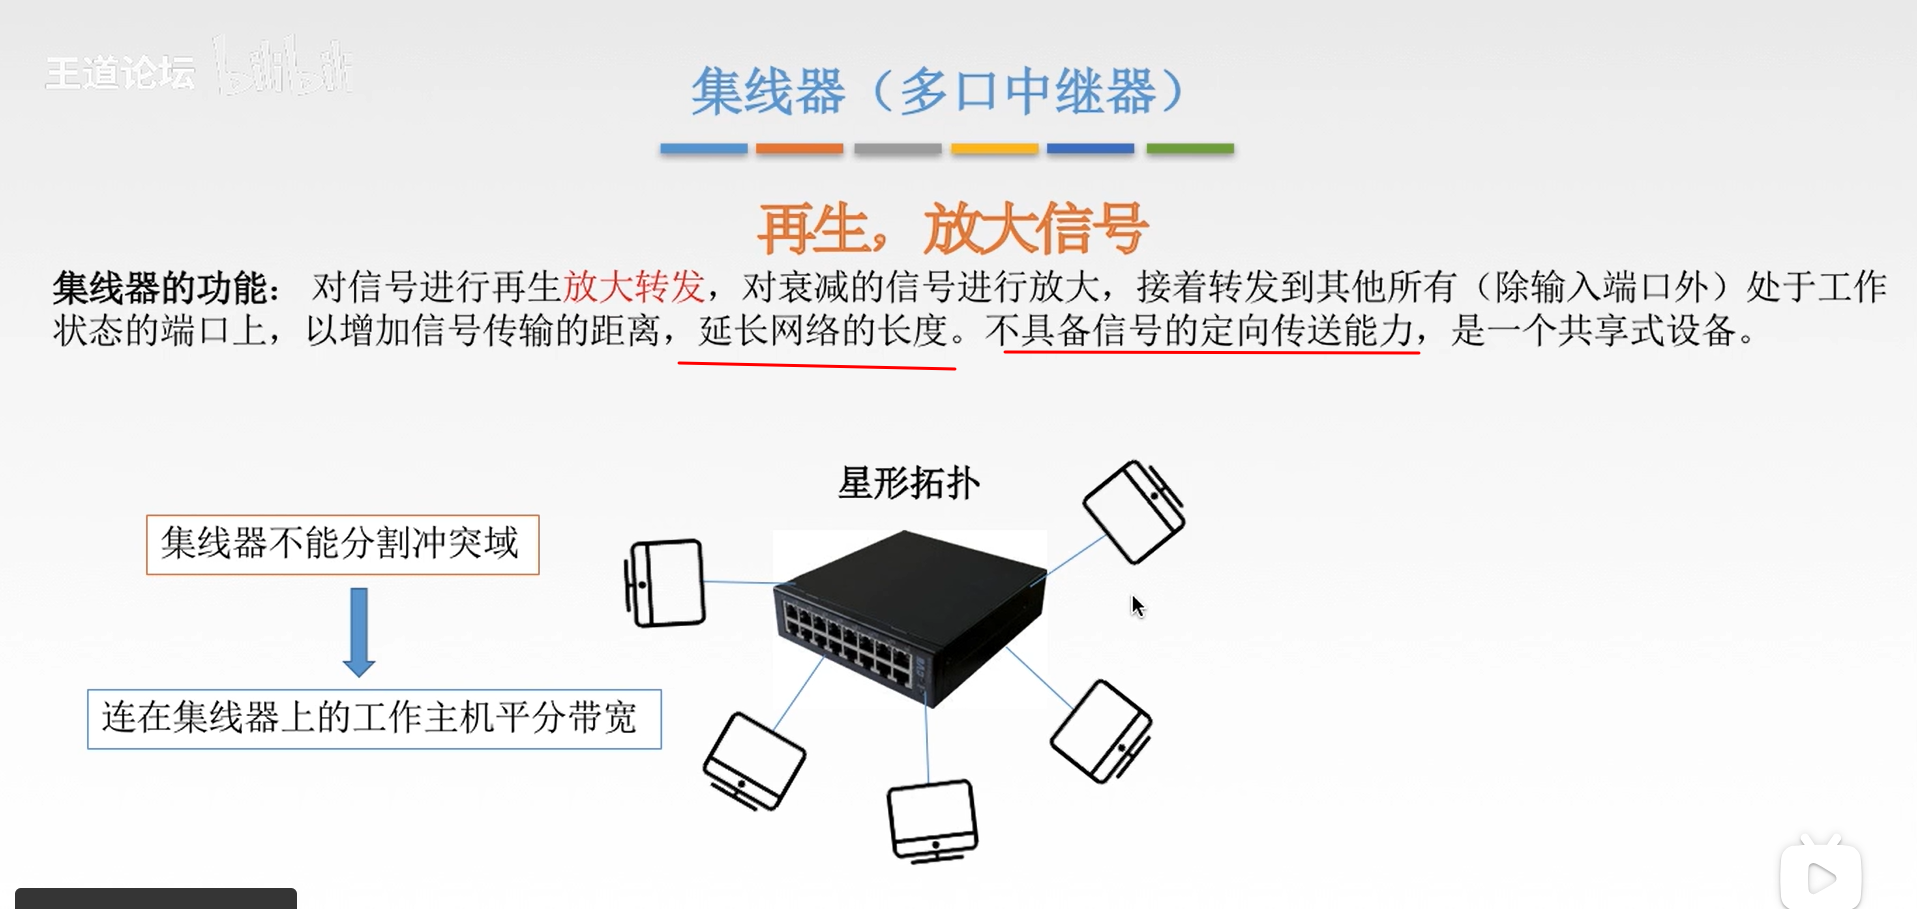 王道论坛 bilibili
集线器（多口中继器）
再生，放大信号
集线器的功能： 对信号进行再生放大转发，对衰减的信号进行放大，接着转发到其他所有（除输入端口外）处于工作
状态的端口上，以增加信号传输的距离，延长网络的长度。不具备信号的定向传送能力，是一个共享式设备。
星形拓扑
集线器不能分割冲突域
连在集线器上的工作主机平分带宽